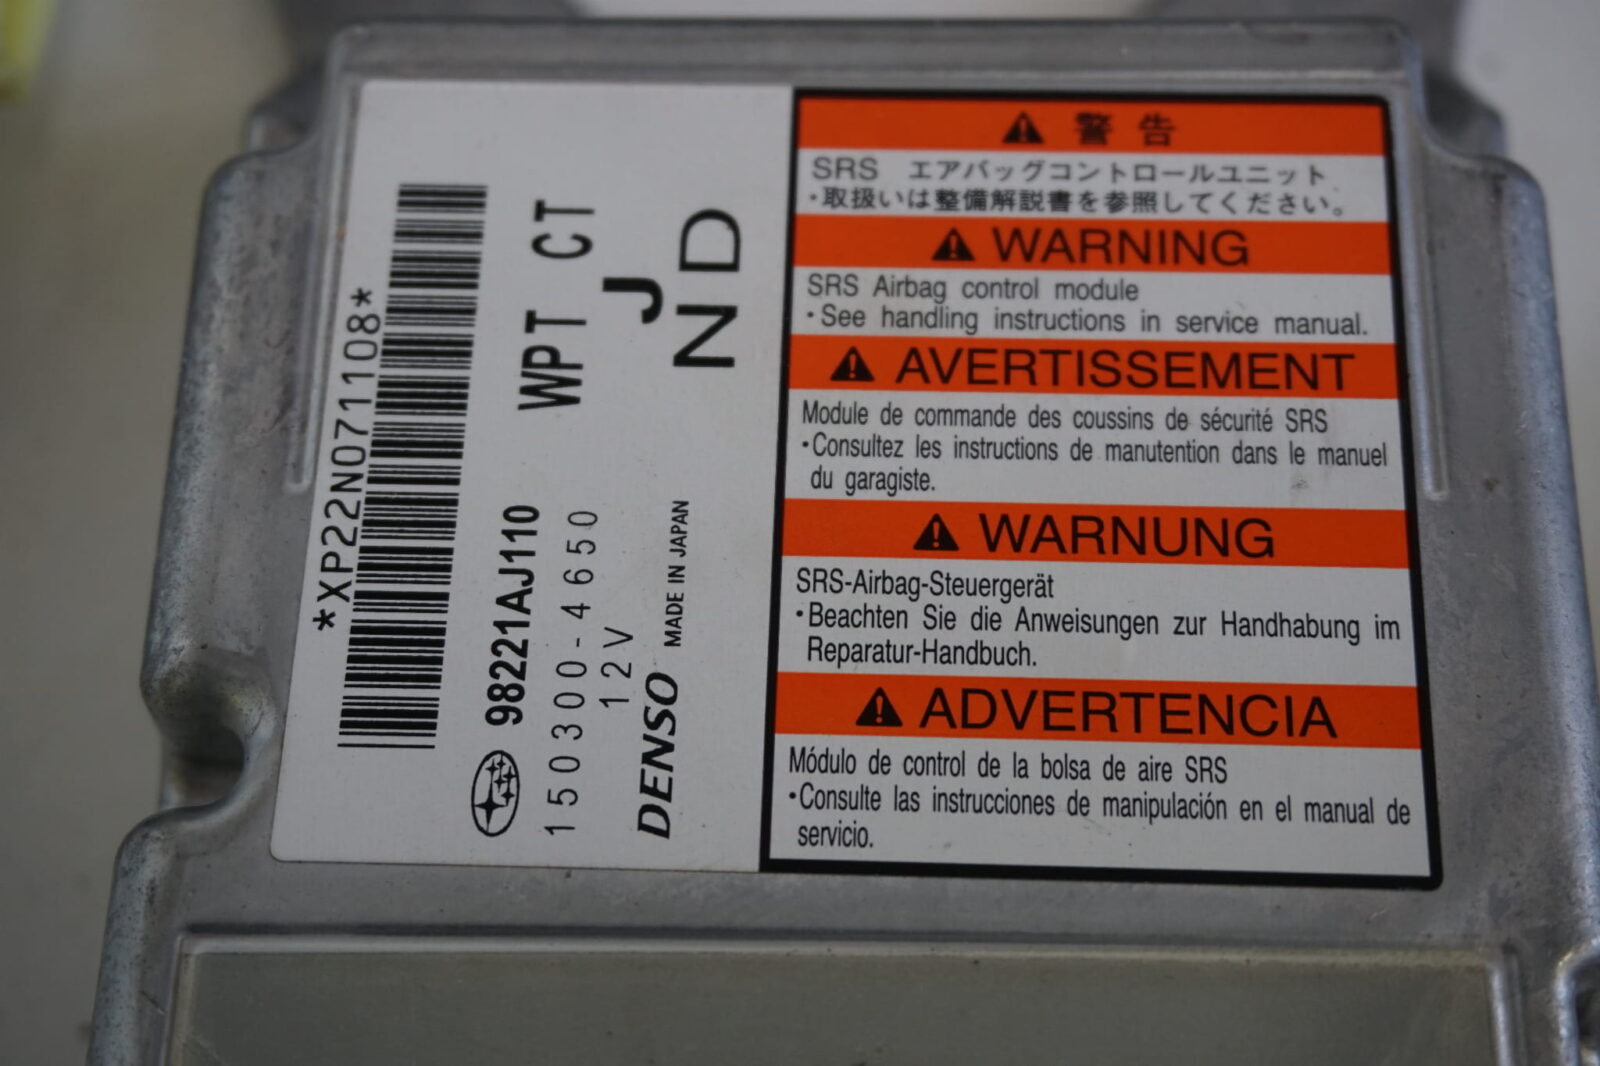 *XP22N0711108*
98221AJ110 WPT CT
150300-4650 J
12V
DENSO MADE IN JAPAN ND
警告
SRS エアバッグコントロールユニット
・取扱いは整備解説書を参照してください。
WARNING
SRS Airbag control module
・See handling instructions in service manual.
AVERTISSEMENT
Module de commande des coussins de sécurité SRS
・Consultez les instructions de manutention dans le manuel
du garagiste.
WARNUNG
SRS-Airbag-Steuergerät
・Beachten Sie die Anweisungen zur Handhabung im
Reparatur-Handbuch.
ADVERTENCIA
Módulo de control de la bolsa de aire SRS
・Consulte las instrucciones de manipulación en el manual de
servicio.